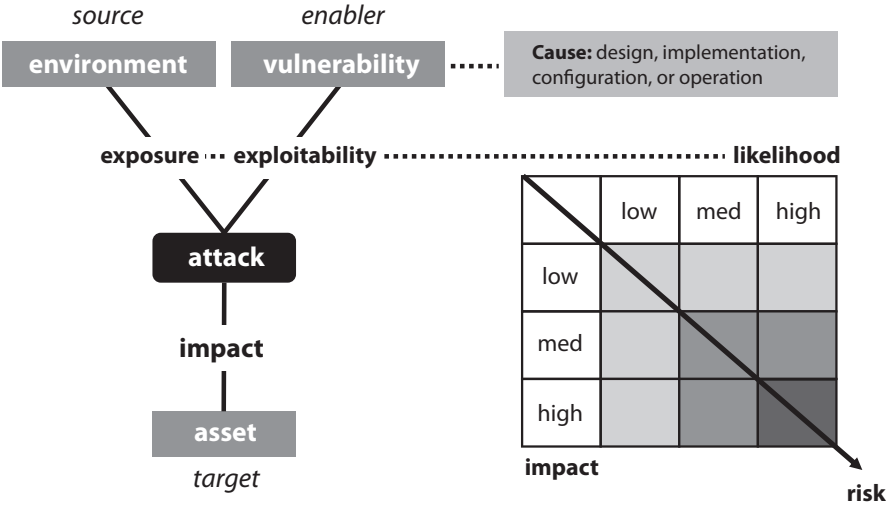 source
enabler
environment
vulnerability
Cause: design, implementation,
configuration, or operation
exposure
exploitability
likelihood
low
med
high
attack
low
impact
med
high
asset
impact
target
risk